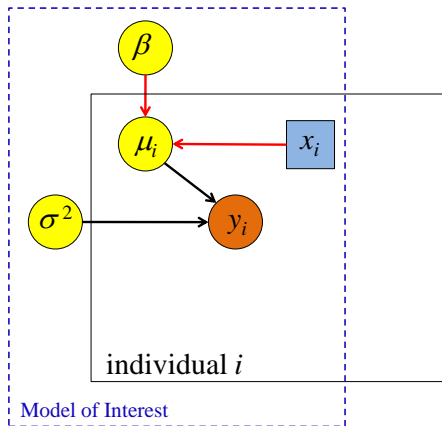 β
μᵢ
xᵢ
σ²
yᵢ
individual i
Model of Interest